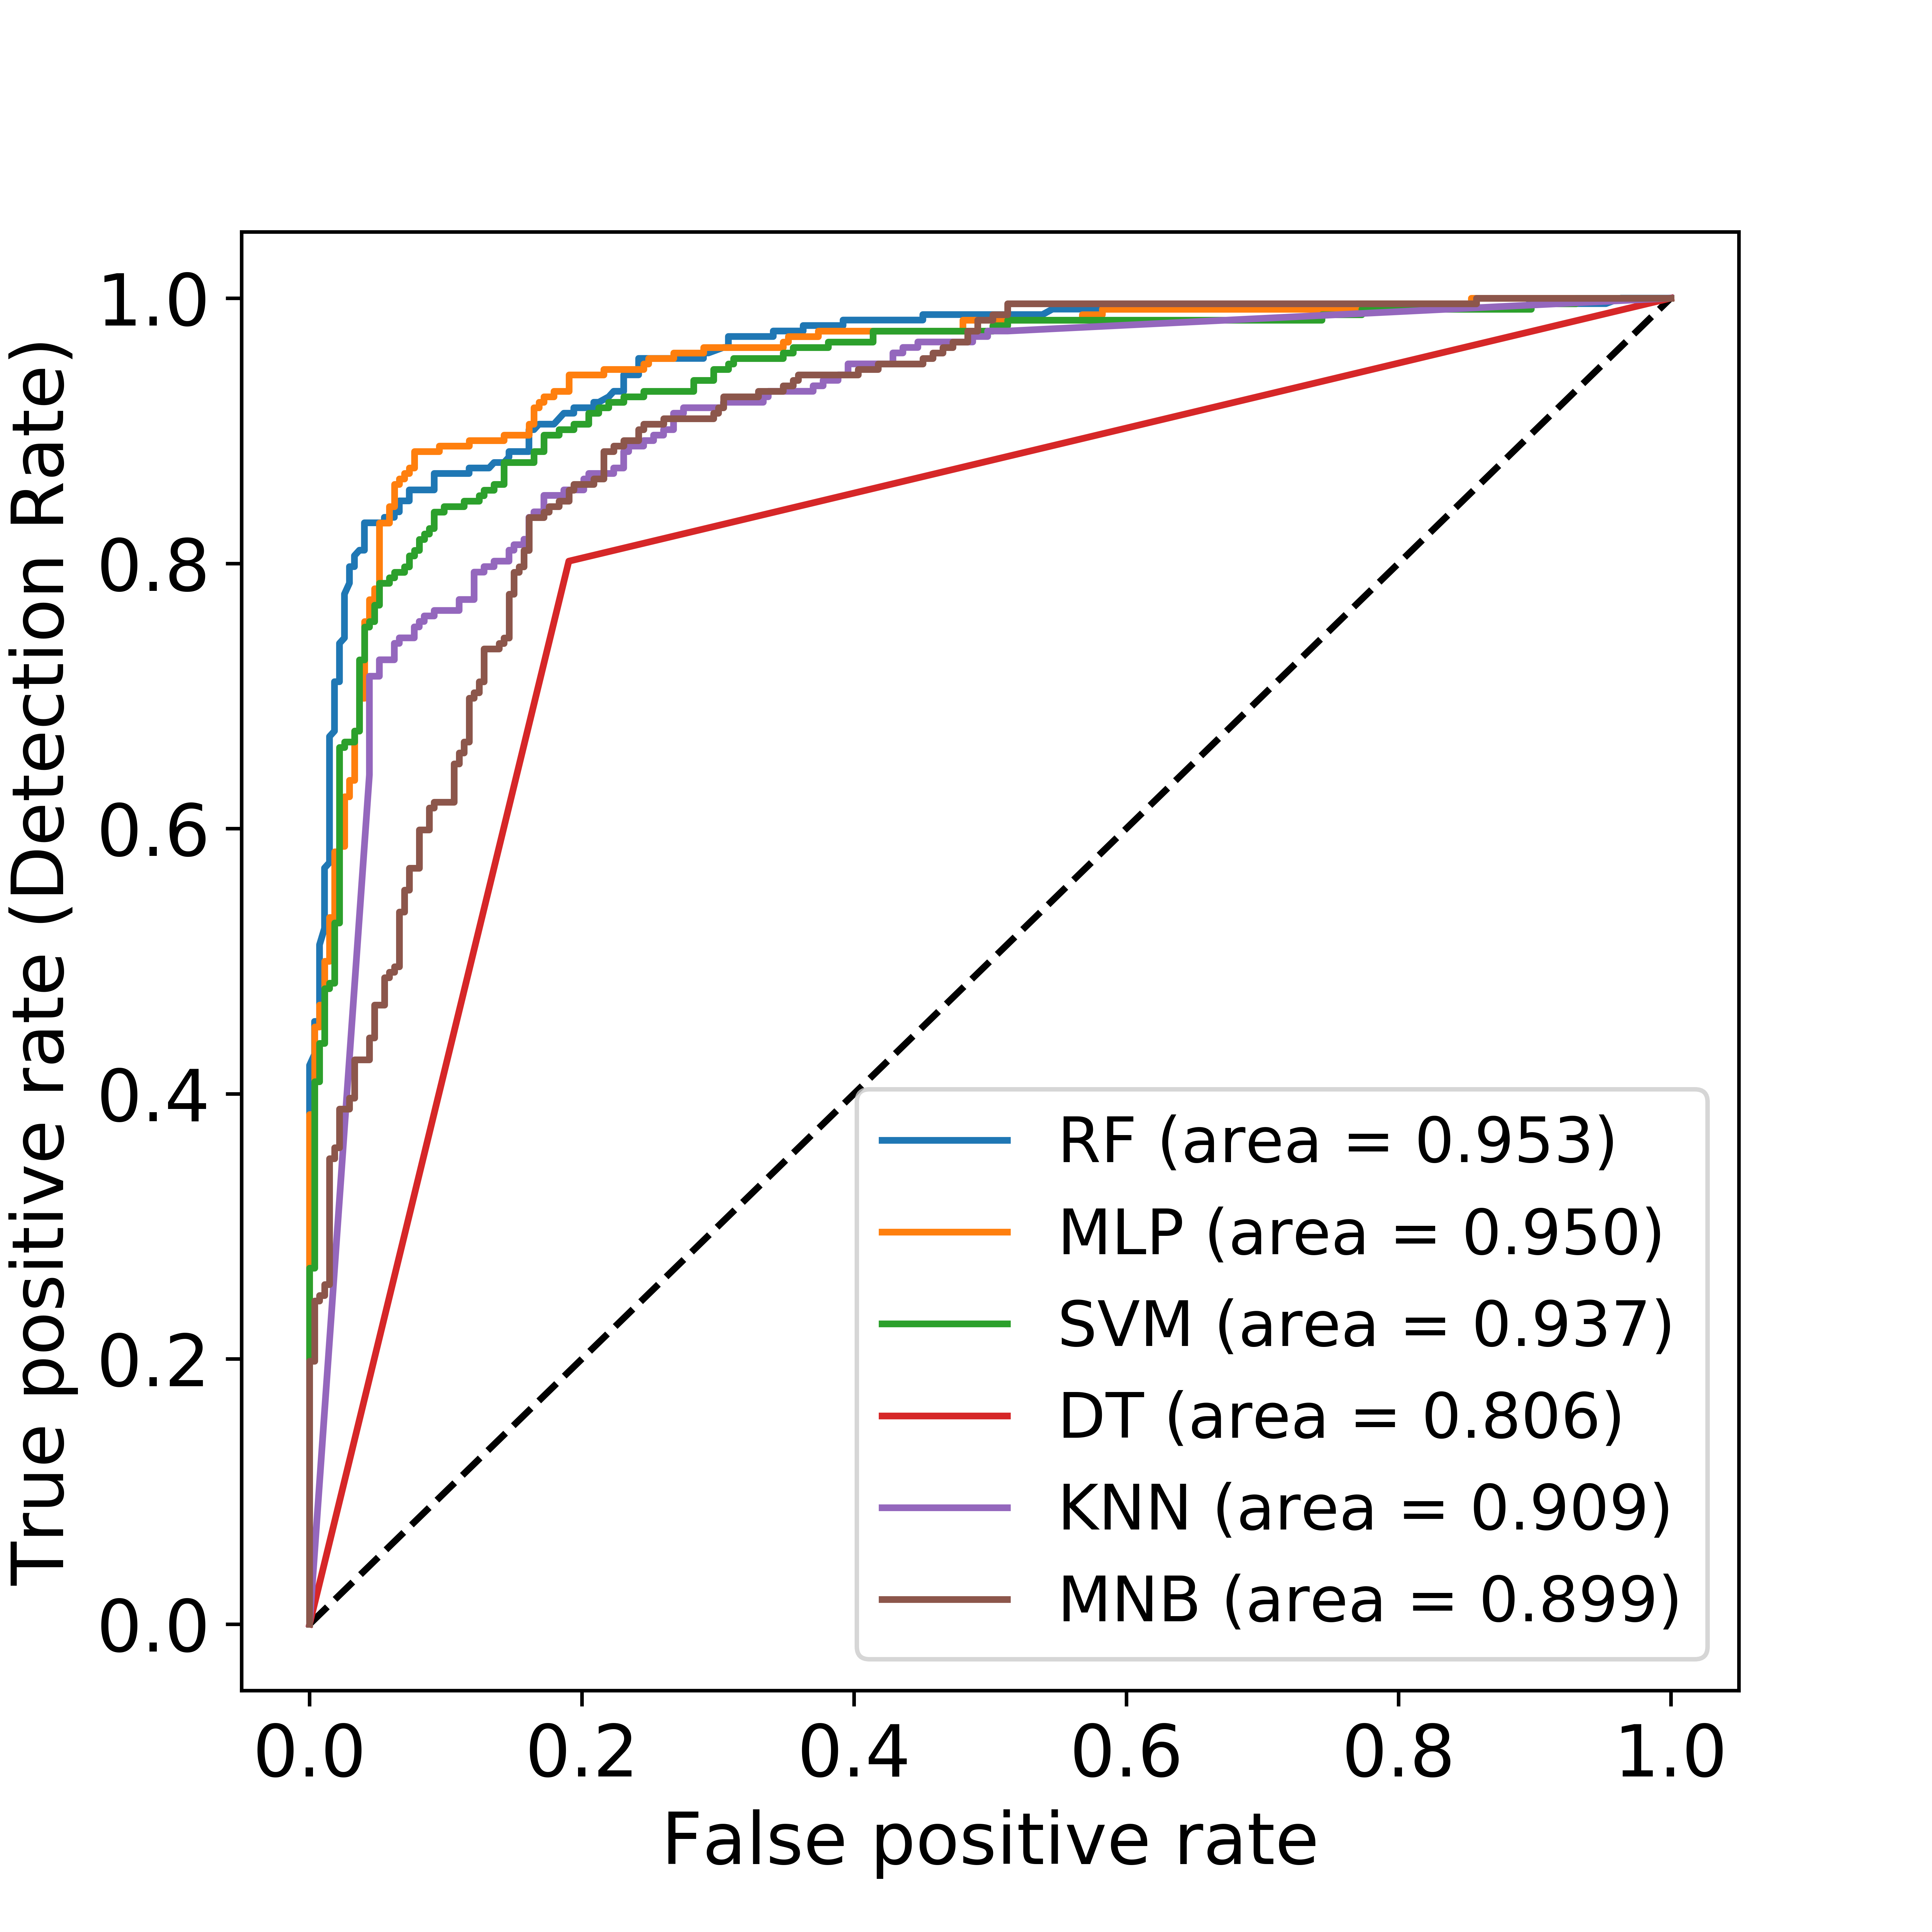 True positive rate (Detection Rate)
1.0
0.8
0.6
0.4
0.2
0.0
RF (area = 0.953)
MLP (area = 0.950)
SVM (area = 0.937)
DT (area = 0.806)
KNN (area = 0.909)
MNB (area = 0.899)
0.0 0.2 0.4 0.6 0.8 1.0
False positive rate